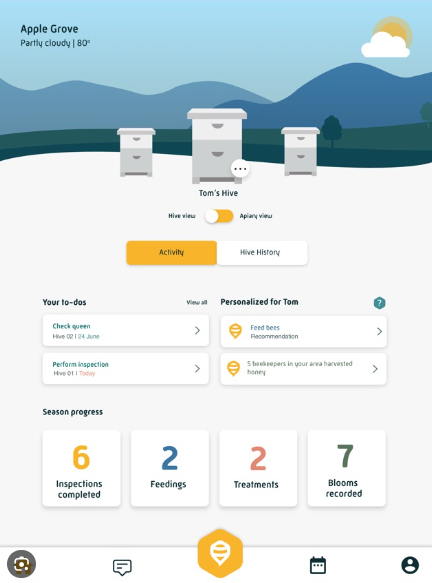 Apple Grove
Partly cloudy | 80°
Tom's Hive
Hive view
Apiary view
Activity
Hive History
Your to-dos
View all
Check queen
Hive 02 | 24 June
Perform inspection
Hive 01 | Today
Personalized for Tom
?
Feed bees
Recommendation
5 beekeepers in your area harvested
honey
Season progress
6
Inspections
completed
2
Feedings
2
Treatments
7
Blooms
recorded